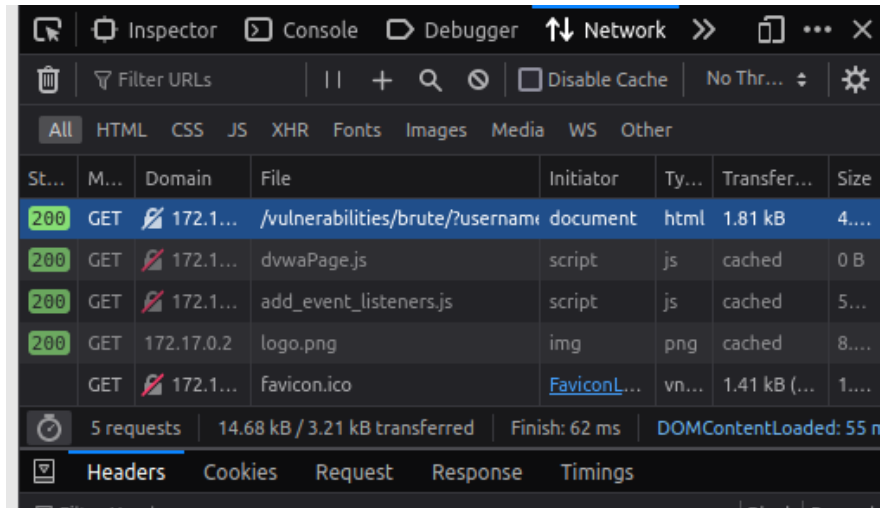 Inspector Console Debugger Network
Filter URLs Disable Cache No Thr...
All HTML CSS JS XHR Fonts Images Media WS Other
St... M... Domain File Initiator Ty... Transfer... Size
200 GET 172.1... /vulnerabilities/brute/?username document html 1.81 kB 4....
200 GET 172.1... dvwaPage.js script js cached 0 B
200 GET 172.1... add_event_listeners.js script js cached 5...
200 GET 172.17.0.2 logo.png img png cached 8....
GET 172.1... favicon.ico FaviconL... vn... 1.41 kB (... 1....
5 requests 14.68 kB / 3.21 kB transferred Finish: 62 ms DOMContentLoaded: 55 m
Headers Cookies Request Response Timings